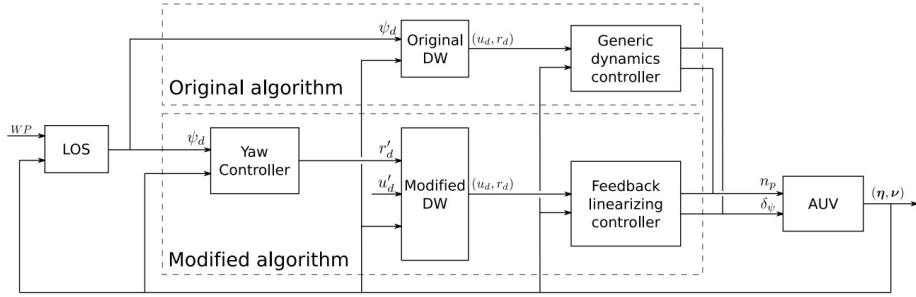 ψ_d
Original
DW
(u_d, r_d)
Generic
dynamics
controller
Original algorithm
WP
LOS
ψ_d
Yaw
Controller
r'_d
u'_d
Modified
DW
(u_d, r_d)
Feedback
linearizing
controller
n_p
δ_ψ
AUV
(η, ν)
Modified algorithm